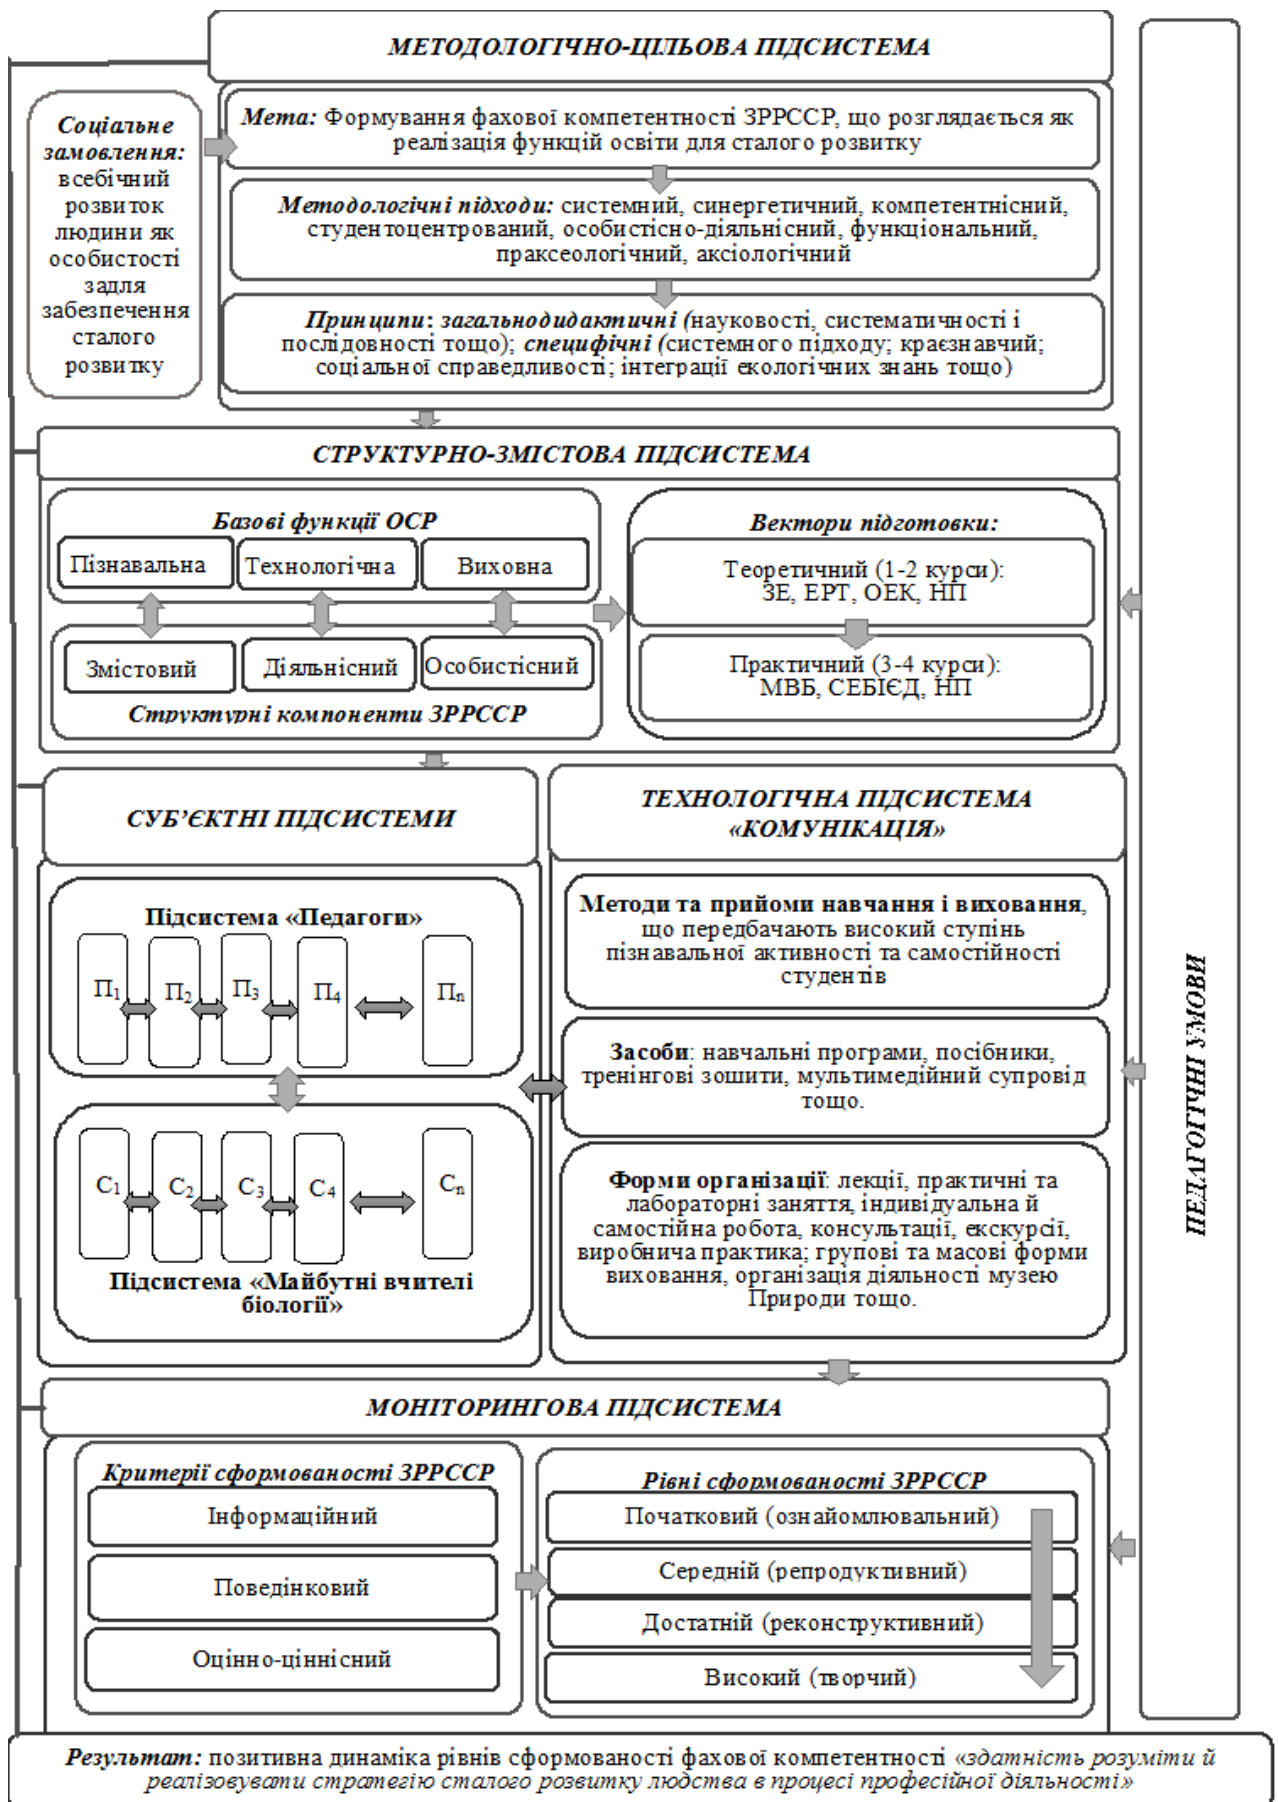 МЕТОДОЛОГІЧНО-ЦІЛЬОВА ПІДСИСТЕМА
Соціальне
замовлення:
всебічний
розвиток
людини як
особистості
задля
забезпечення
сталого
розвитку
Мета: Формування фахової компетентності ЗРРССР, що розглядається як
реалізація функцій освіти для сталого розвитку
Методологічні підходи: системний, синергетичний, компетентнісний,
студентоцентрований, особистісно-діяльнісний, функціональний,
праксеологічний, аксіологічний
Принципи: загальнодидактичні (науковості, систематичності і
послідовності тощо); специфічні (системного підходу; краєзнавчий;
соціальної справедливості; інтеграції екологічних знань тощо)
СТРУКТУРНО-ЗМІСТОВА ПІДСИСТЕМА
Базові функції ОСР
Пізнавальна
Технологічна
Виховна
Змістовий
Діяльнісний
Особистісний
Структурні компоненти ЗРРССР
Вектори підготовки:
Теоретичний (1-2 курси):
ЗЕ, ЕРТ, ОЕК, НП
Практичний (3-4 курси):
МВБ, СЕБІЄД, НП
СУБ’ЄКТНІ ПІДСИСТЕМИ
Підсистема «Педагоги»
П1
П2
П3
П4
Пn
С1
С2
С3
С4
Сn
Підсистема «Майбутні вчителі
біології»
ТЕХНОЛОГІЧНА ПІДСИСТЕМА
«КОМУНІКАЦІЯ»
Методи та прийоми навчання і виховання,
що передбачають високий ступінь
пізнавальної активності та самостійності
студентів
Засоби: навчальні програми, посібники,
тренінгові зошити, мультимедійний супровід
тощо.
Форми організації: лекції, практичні та
лабораторні заняття, індивідуальна й
самостійна робота, консультації, екскурсії,
виробнича практика; групові та масові форми
виховання, організація діяльності музею
Природи тощо.
ПЕДАГОГІЧНІ УМОВИ
МОНІТОРИНГОВА ПІДСИСТЕМА
Критерії сформованості ЗРРССР
Інформаційний
Поведінковий
Оцінно-ціннісний
Рівні сформованості ЗРРССР
Початковий (ознайомлювальний)
Середній (репродуктивний)
Достатній (реконструктивний)
Високий (творчий)
Результат: позитивна динаміка рівнів сформованості фахової компетентності «здатність розуміти й
реалізовувати стратегію сталого розвитку людства в процесі професійної діяльності»